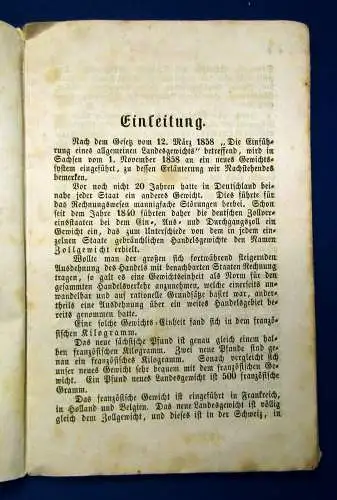 Einleitung.
Nach dem Gesetz vom 12. März 1858 „Die Einfüh-
rung eines allgemeinen Landesgewichts“ betreffend, wird in
Sachsen vom 1. November 1858 an ein neues Gewichts-
system eingeführt, zu dessen Erläuterung wir Nachstehendes
bemerken.
Vor noch nicht 20 Jahren hatte in Deutschland bei-
nahe jeder Staat ein anderes Gewicht. Dies führte für
das Rechnungswesen mannigfache Störungen herbei. Schon
seit dem Jahre 1840 führten daher die deutschen Zollver-
einsstaaten bei dem Ein-, Aus- und Durchgangszoll ein
Gewicht ein, das zum Unterschiede von dem in jedem ein-
zelnen Staate gebräuchlichen Handelsgewichte den Namen
Zollgewicht erhielt.
Wollte man der großen sich fortwährend steigernden
Ausdehnung des Handels mit benachbarten Staaten Rechnung
tragen, so galt es eine Gewichtseinheit als Norm für den
gesammten Handelsverkehr anzunehmen, welche einerseits un-
wandelbar und auf rationelle Grundsätze basiert war,ander-
theils eine Ausdehnung über ein weites Handelsgebiet bereits
genommen hatte.
Eine solche Gewichts-Einheit fand sich in dem franzö-
sischen Kilogramm.
Das neue sächsische Pfund ist genau gleich einem hal-
ben französischen Kilogramm. Zwei neue Pfunde sind ge-
nau ein französisches Kilogramm. Sonach vergleicht sich
unser neues Gewicht sehr bequem mit dem französischen Ge-
wicht. Ein Pfund neues Landesgewicht ist 500 französische
Gramm.
Das französische Gewicht ist eingeführt in Frankreich,
in Holland und Belgien. Das neue Landesgewicht ist völlig
gleich dem Zollgewicht, und dieses ist in der Schweiz, in